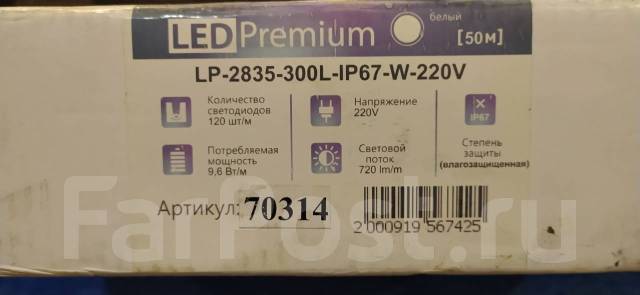 LED Premium
белый
[50м]
LP-2835-300L-IP67-W-220V
Количество
светодиодов
120 шт/м
Напряжение
220V
IP67
Степень
защиты
(влагозащищенная)
Потребляемая
мощность
9,6 Вт/м
Световой
поток
720 lm/m
Артикул: 70314
2 000919 567425
FarPost.ru